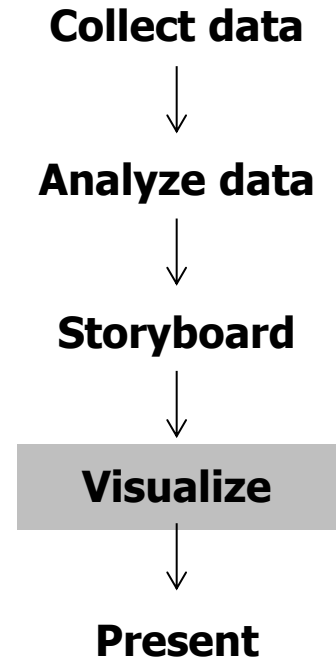 Collect data
Analyze data
Storyboard
Visualize
Present